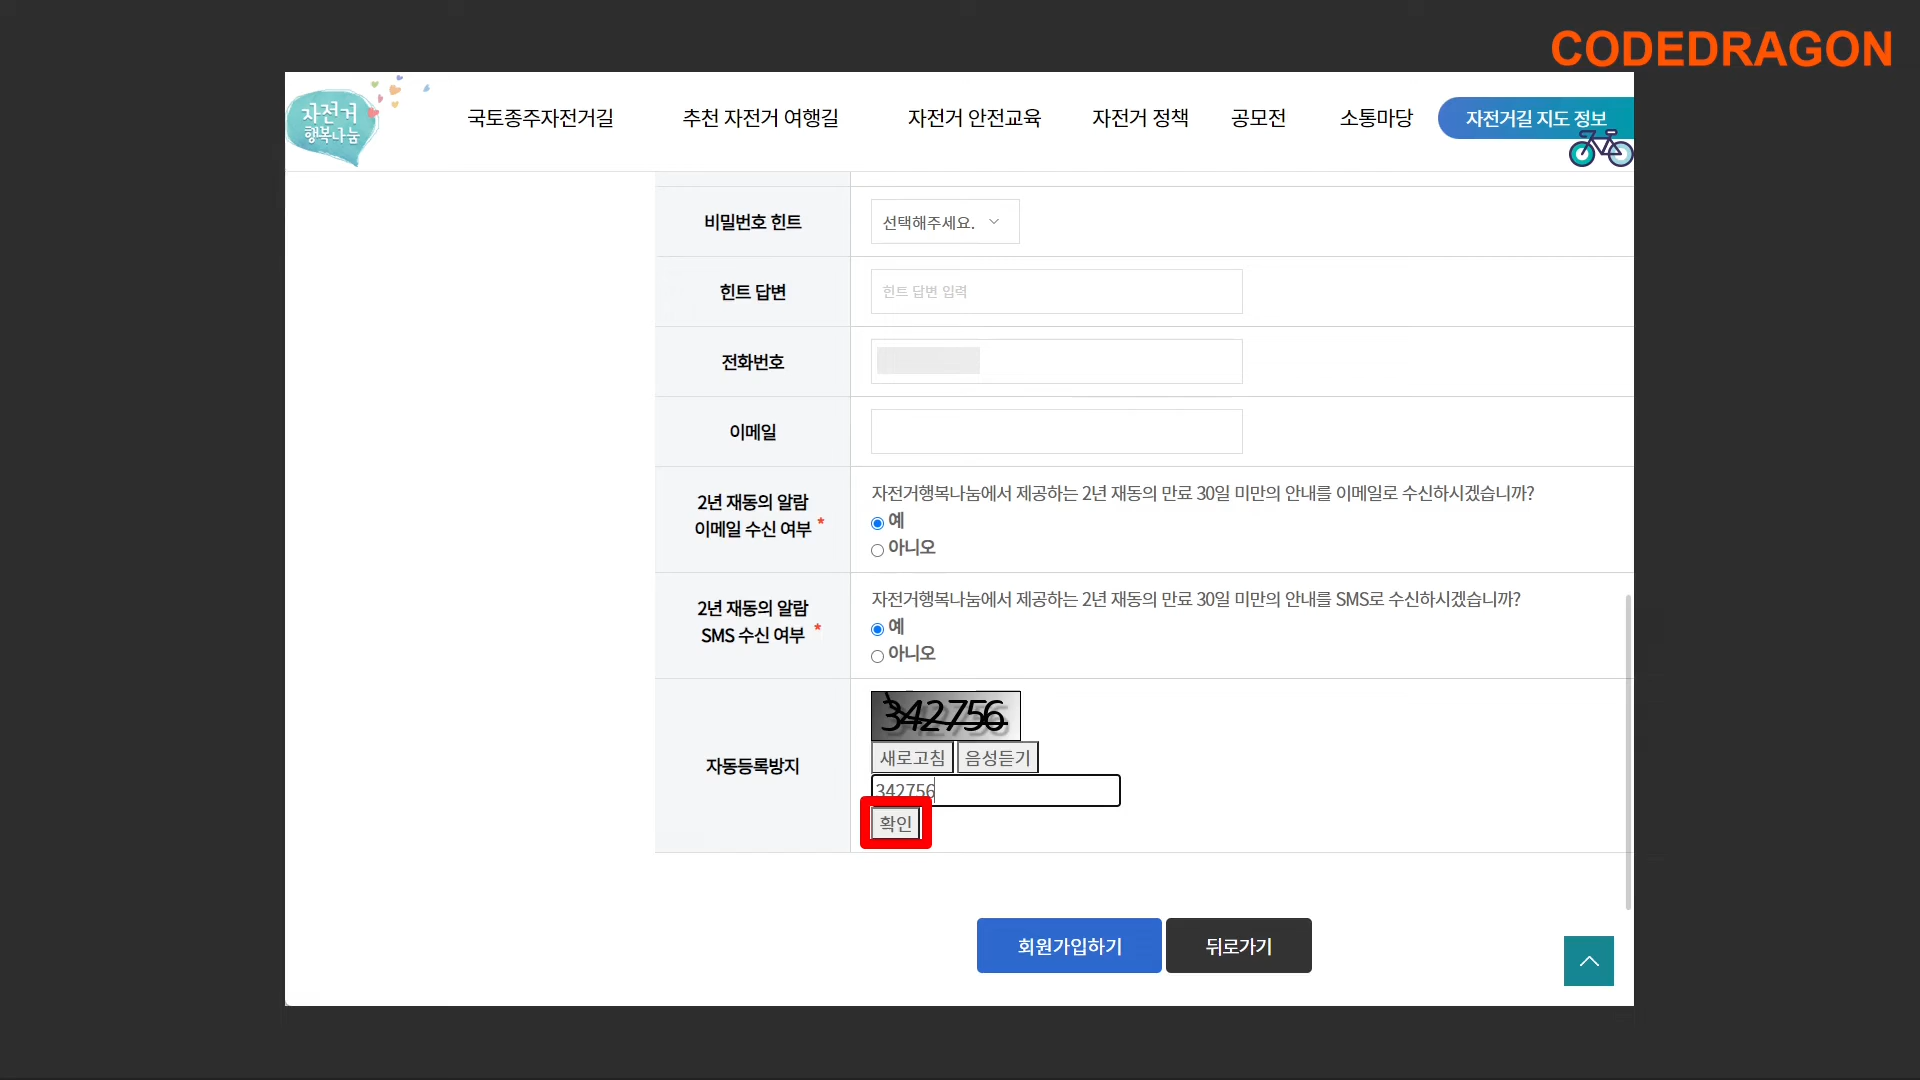 CODEDRAGON
자전거
행복나눔
국토종주자전거길 추천 자전거 여행길 자전거 안전교육 자전거 정책 공모전 소통마당 자전거길 지도 정보
비밀번호 힌트 선택해주세요.
힌트 답변 힌트 답변 입력
전화번호
이메일
2년 재동의 알람
이메일 수신 여부 *
자전거행복나눔에서 제공하는 2년 재동의 만료 30일 미만의 안내를 이메일로 수신하시겠습니까?
예
아니오
2년 재동의 알람
SMS 수신 여부 *
자전거행복나눔에서 제공하는 2년 재동의 만료 30일 미만의 안내를 SMS로 수신하시겠습니까?
예
아니오
자동등록방지
342756
새로고침 음성듣기
342756
확인
회원가입하기 뒤로가기